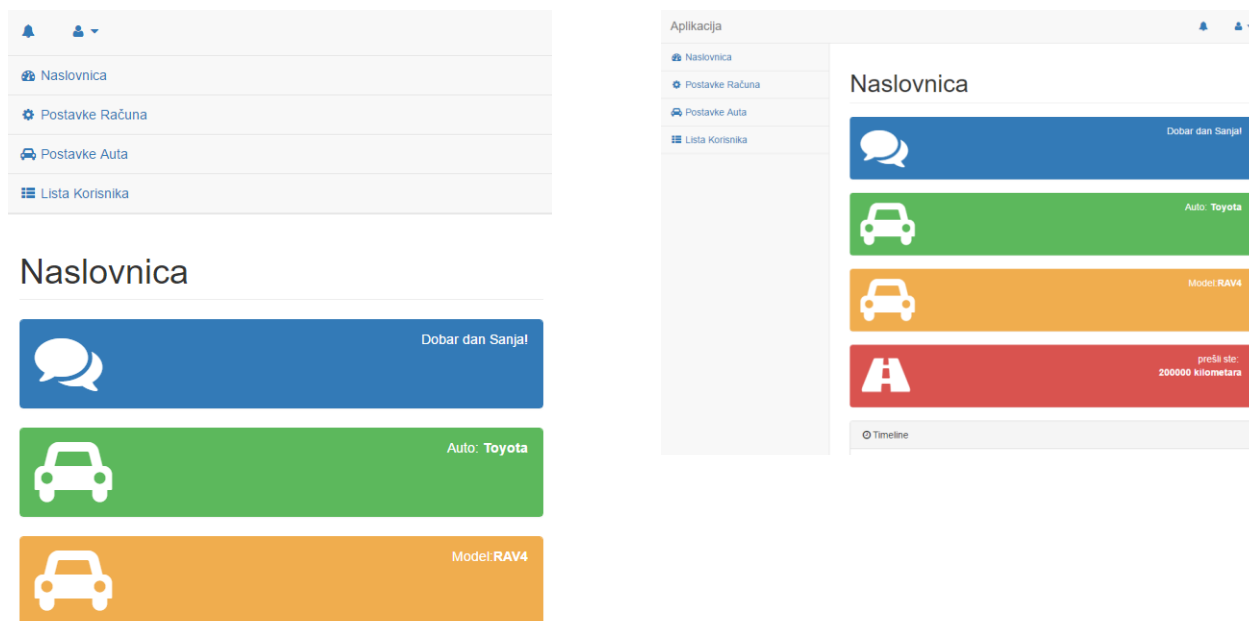 Naslovnica
Postavke Računa
Postavke Auta
Lista Korisnika
Naslovnica
Dobar dan Sanja!
Auto: Toyota
Model:RAV4
Aplikacija
Naslovnica
Postavke Računa
Postavke Auta
Lista Korisnika
Naslovnica
Dobar dan Sanja!
Auto: Toyota
Model:RAV4
prešli ste:
200000 kilometara
Timeline